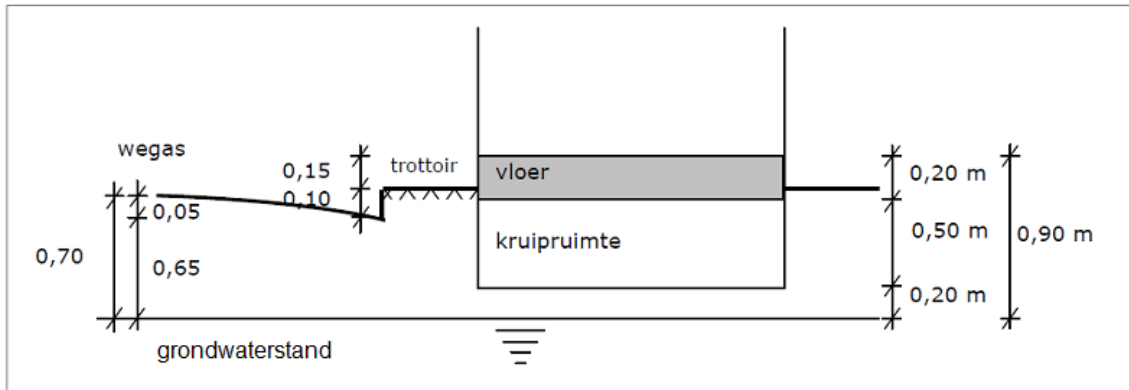 wegas
0,15
trottoir
vloer
0,20 m
0,10
0,05
kruipruimte
0,50 m
0,90 m
0,70
0,65
0,20 m
grondwaterstand